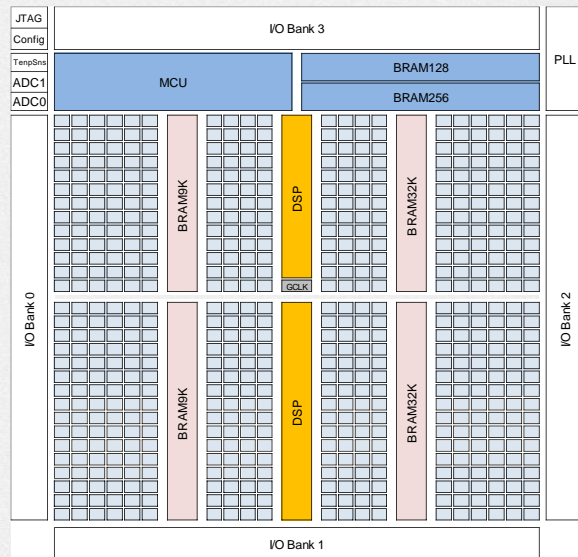 JTAG
Config
I/O Bank 3
PLL
TenpSns
ADC1
ADC0
MCU
BRAM128
BRAM256
I/O Bank 0
BRAM9K
DSP
BRAM32K
GCLK
I/O Bank 2
BRAM9K
DSP
BRAM32K
I/O Bank 1